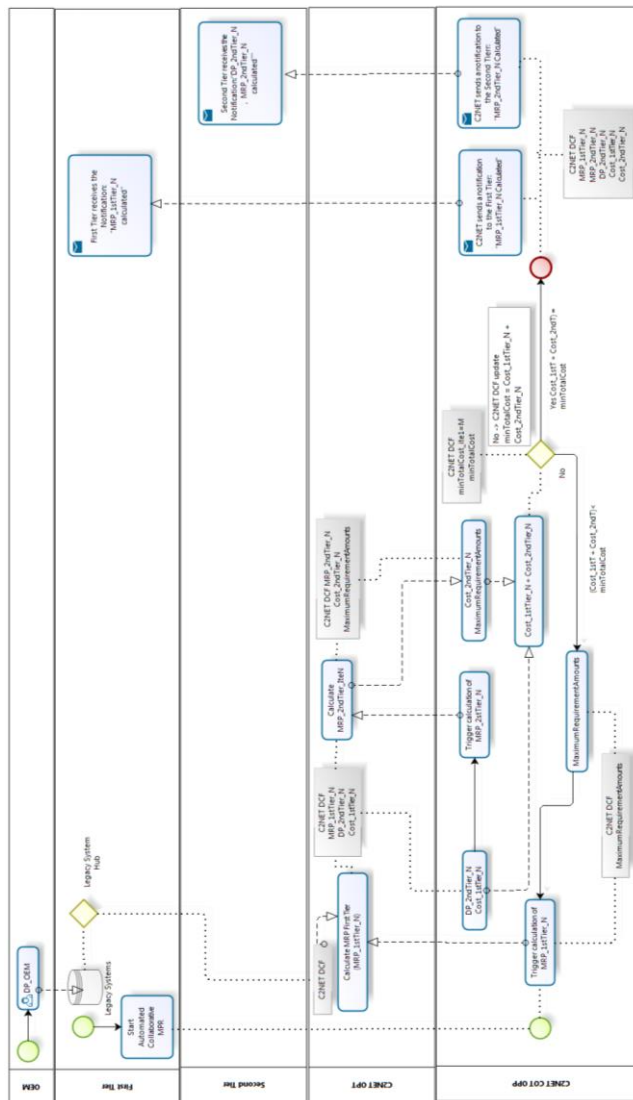 OEM
DP_OEM
First Tier
Start
Automated
Collaborative
MPR
Legacy Systems
Legacy System
Hub
First Tier receives the
Notification:
"MRP_1stTier_N
calculated"
Second Tier
Second Tier receives the
Notification:"DP_2ndTier_N
, MRP_2ndTier_N
calculated"
C2NET OPT
C2NET DCF
Calculate MRP FirstTier
(MRP_1stTier_N)
C2NET DCF
MRP_1stTier_N
DP_2ndTier_N
Cost_1stTier_N
Calculate
MRP_2ndTier_IteN
C2NET DCF MRP_2ndTier_N
Cost_2ndTier_N
MaximumRequirementAmounts
C2NET COT OPP
Trigger calculation of
MRP_1stTier_N
DP_2ndTier_N
Cost_1stTier_N
Trigger calculation of
MRP_2stTier_N
Cost_2ndTier_N
MaximumRequirementAmounts
Cost_1stTier_N + Cost_2ndTier_N
C2NET DCF
MaximumRequirementAmounts
MaximumRequirementAmounts
(Cost_1stT + Cost_2ndT)<
minTotalCost
No
C2NET DCF
minTotalCost_Ite1=M
minTotalCost
No -> C2NET DCF update
minTotalCost = Cost_1stTier_N +
Cost_2ndTier_N
Yes Cost_1stT + Cost_2ndT) =
minTotalCost
C2NET sends a notification
to the First Tier:
"MRP_1stTier_N Calculated"
C2NET sends a notification to
the Second Tier:
"MRP_2ndTier_N Calculated"
C2NET DCF
MRP_1stTier_N
MRP_2ndTier_N
DP_2ndTier_N
Cost_1stTier_N
Cost_2ndTier_N